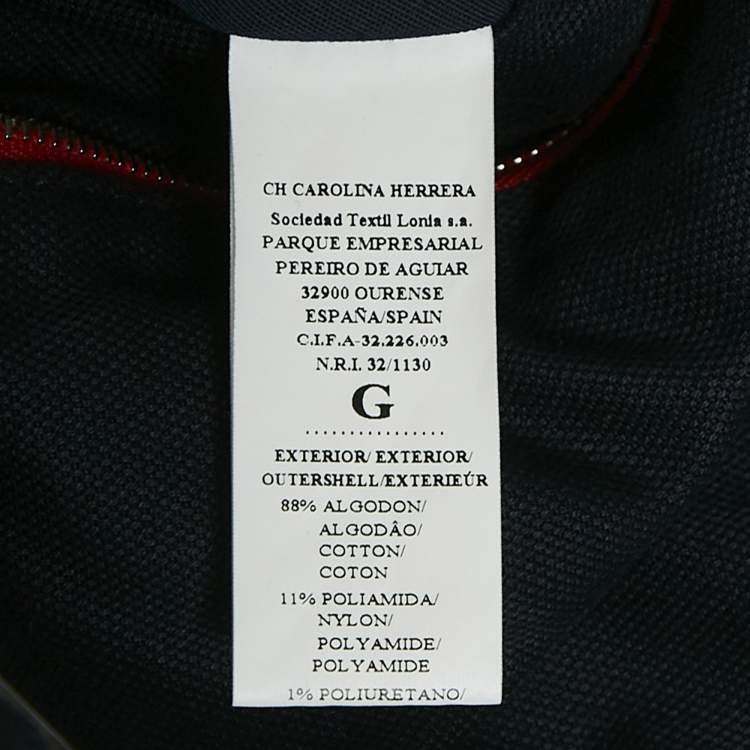 CH CAROLINA HERRERA
Sociedad Textil Lonia s.a.
PARQUE EMPRESARIAL
PEREIRO DE AGUIAR
32900 OURENSE
ESPAÑA/SPAIN
C.I.F.A-32.226.003
N.R.I. 32/1130
G
................
EXTERIOR/ EXTERIOR/
OUTERSHELL/EXTERIEÚR
88% ALGODON/
ALGODÂO/
COTTON/
COTON
11% POLIAMIDA/
NYLON/
POLYAMIDE/
POLYAMIDE
1% POLIURETANO/